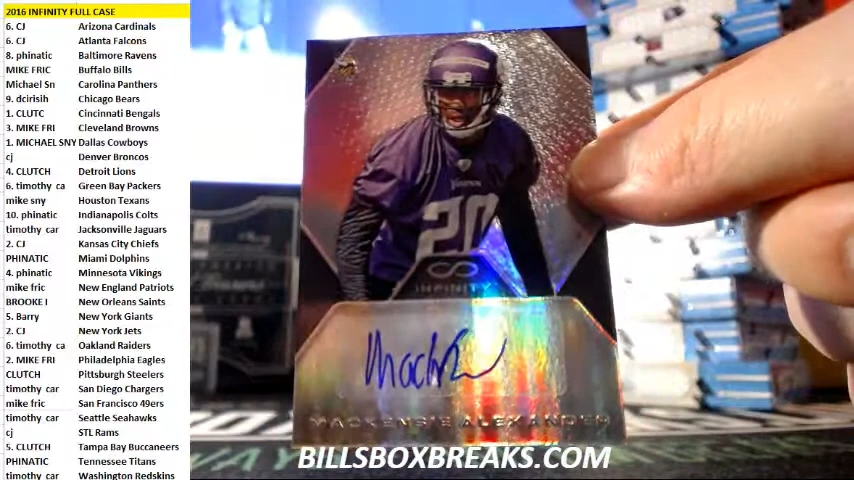 2016 INFINITY FULL CASE
6. CJ Arizona Cardinals
6. CJ Atlanta Falcons
8. phinatic Baltimore Ravens
MIKE FRIC Buffalo Bills
Michael Sn Carolina Panthers
9. dcirisih Chicago Bears
1. CLUTC Cincinnati Bengals
3. MIKE FRI Cleveland Browns
1. MICHAEL SNY Dallas Cowboys
cj Denver Broncos
4. CLUTCH Detroit Lions
6. timothy ca Green Bay Packers
mike sny Houston Texans
10. phinatic Indianapolis Colts
timothy car Jacksonville Jaguars
2. CJ Kansas City Chiefs
PHINATIC Miami Dolphins
4. phinatic Minnesota Vikings
mike fric New England Patriots
BROOKE I New Orleans Saints
5. Barry New York Giants
2. CJ New York Jets
6. timothy ca Oakland Raiders
2. MIKE FRI Philadelphia Eagles
CLUTCH Pittsburgh Steelers
timothy car San Diego Chargers
mike fric San Francisco 49ers
timothy car Seattle Seahawks
cj STL Rams
5. CLUTCH Tampa Bay Buccaneers
PHINATIC Tennessee Titans
timothy car Washington Redskins
20
INFINITY
MACKENSIE ALEXANDER
BILLSBOXBREAKS.COM